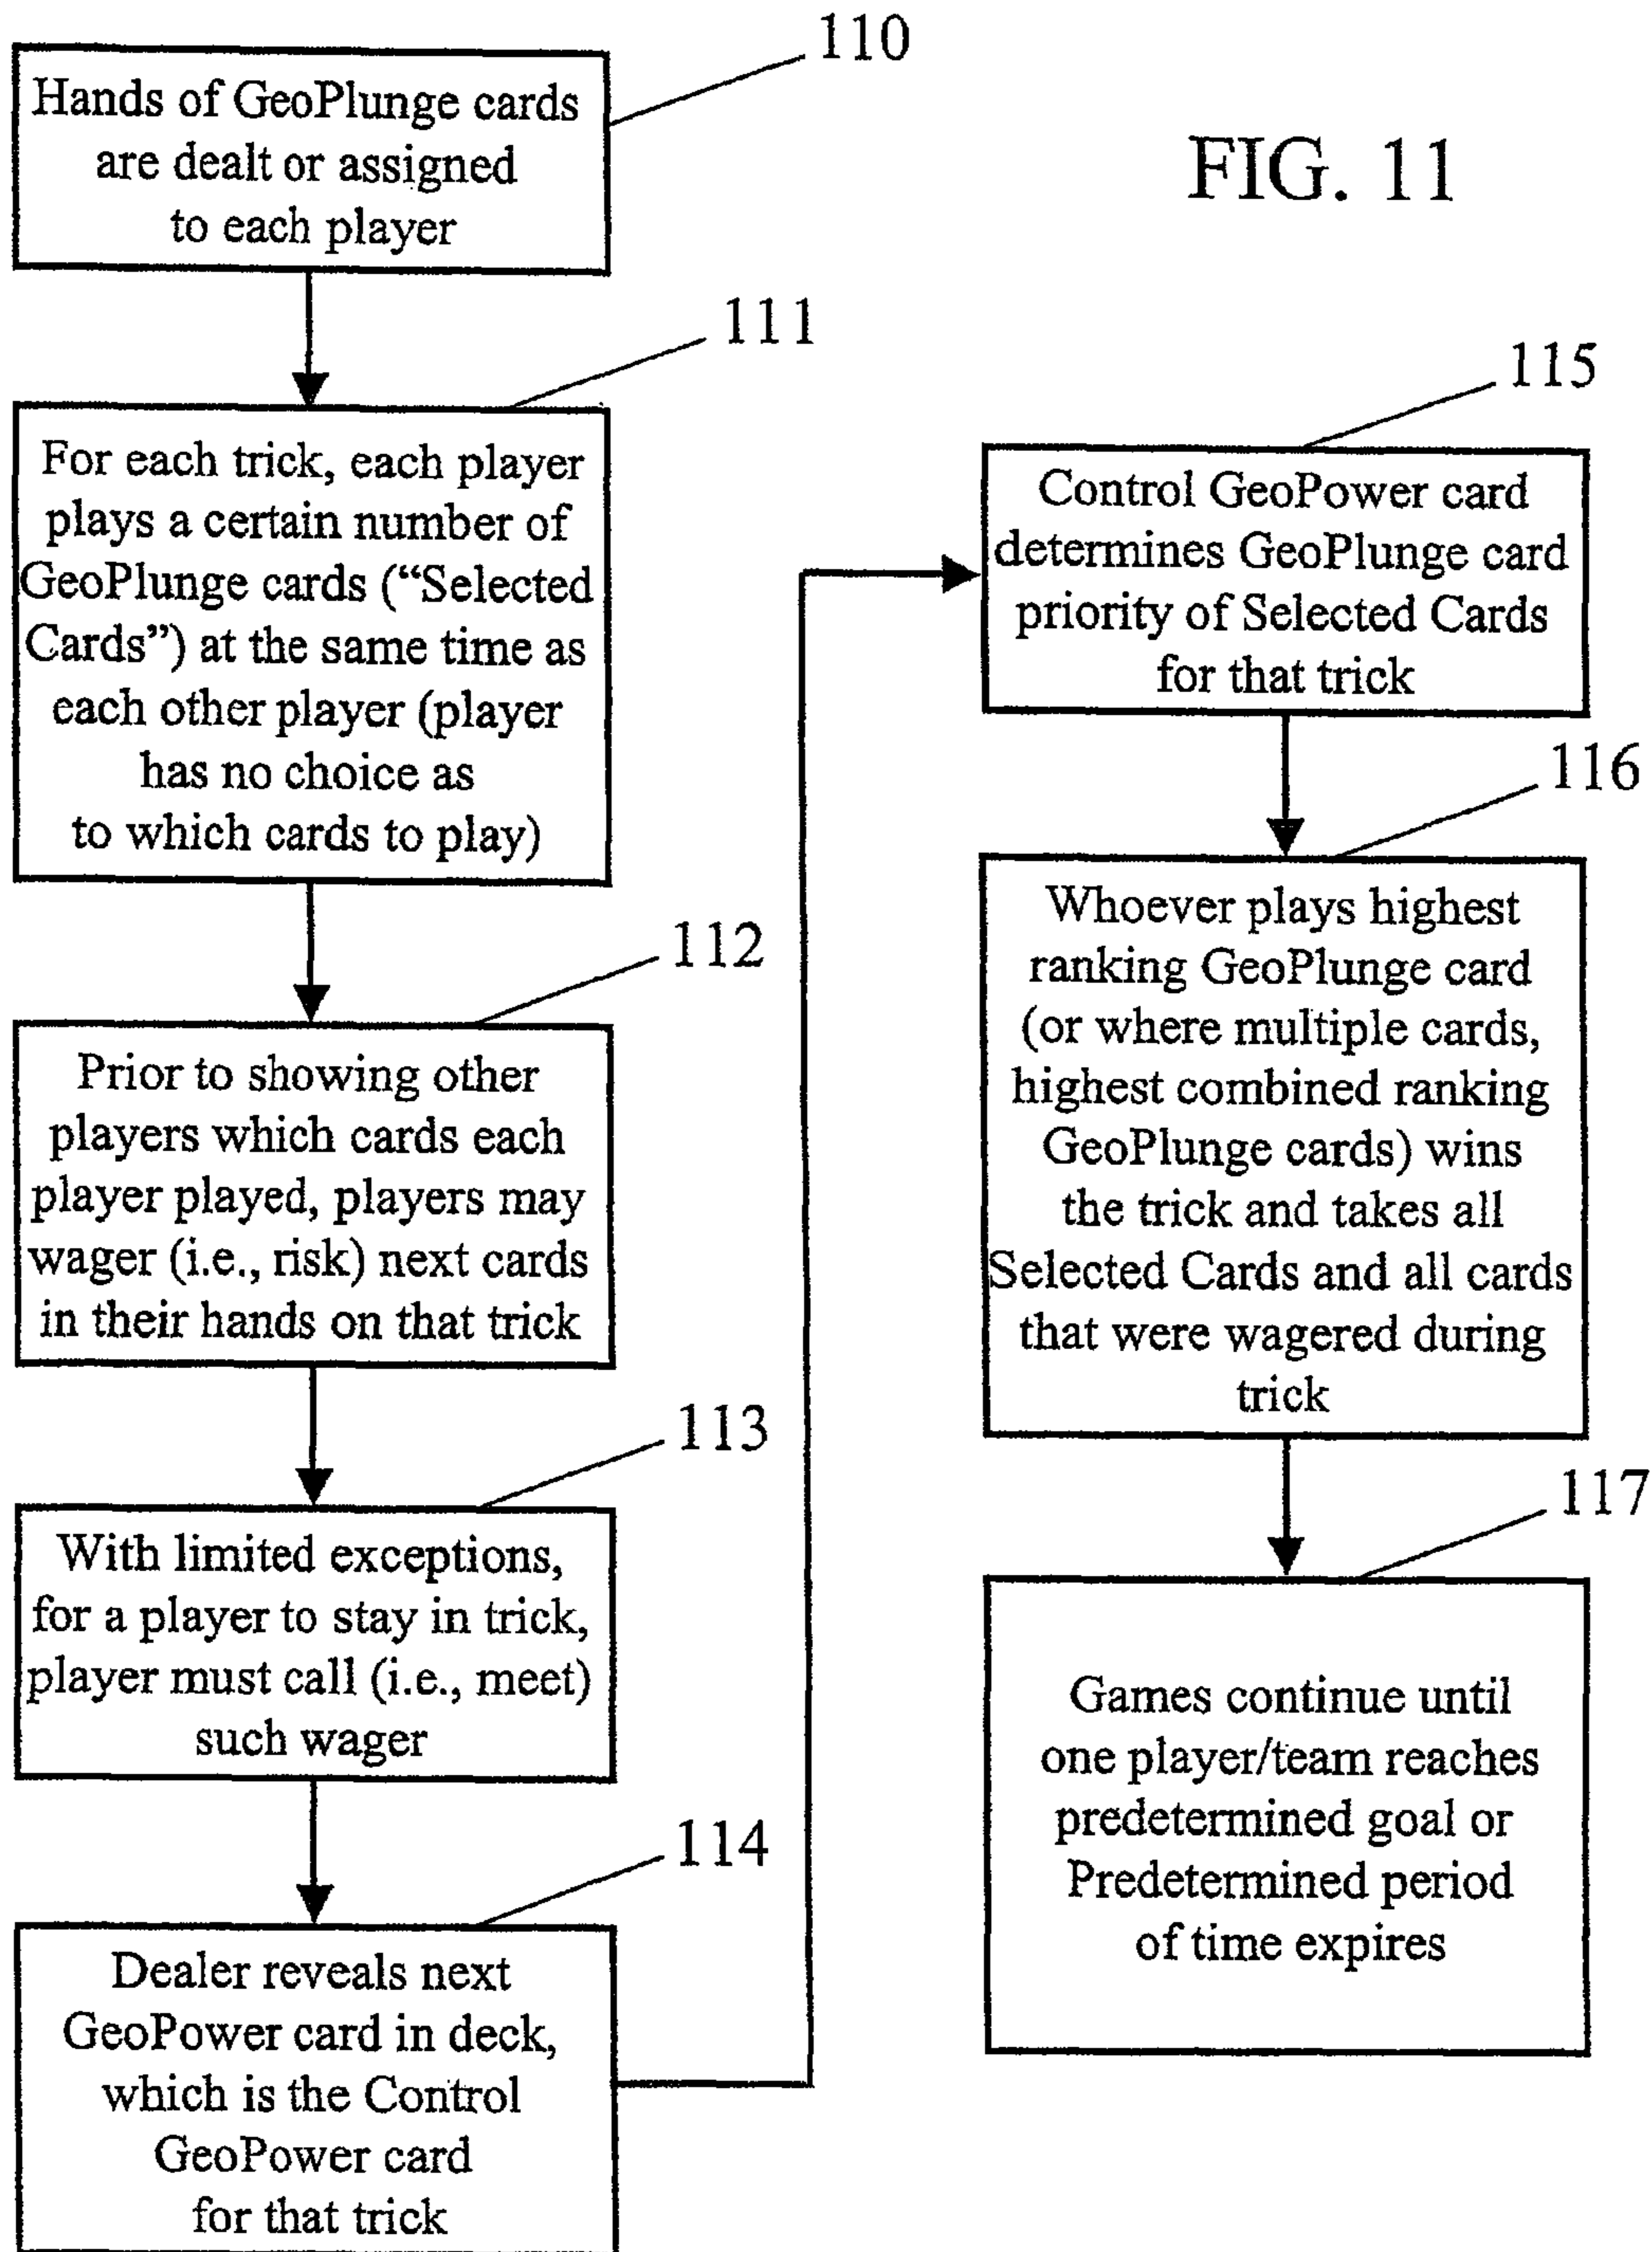 110
Hands of GeoPlunge cards
are dealt or assigned
to each player
FIG. 11
111
For each trick, each player
plays a certain number of
GeoPlunge cards (“Selected
Cards”) at the same time as
each other player (player
has no choice as
to which cards to play)
112
Prior to showing other
players which cards each
player played, players may
wager (i.e., risk) next cards
in their hands on that trick
113
With limited exceptions,
for a player to stay in trick,
player must call (i.e., meet)
such wager
114
Dealer reveals next
GeoPower card in deck,
which is the Control
GeoPower card
for that trick
115
Control GeoPower card
determines GeoPlunge card
priority of Selected Cards
for that trick
116
Whoever plays highest
ranking GeoPlunge card
(or where multiple cards,
highest combined ranking
GeoPlunge cards) wins
the trick and takes all
Selected Cards and all cards
that were wagered during
trick
117
Games continue until
one player/team reaches
predetermined goal or
Predetermined period
of time expires